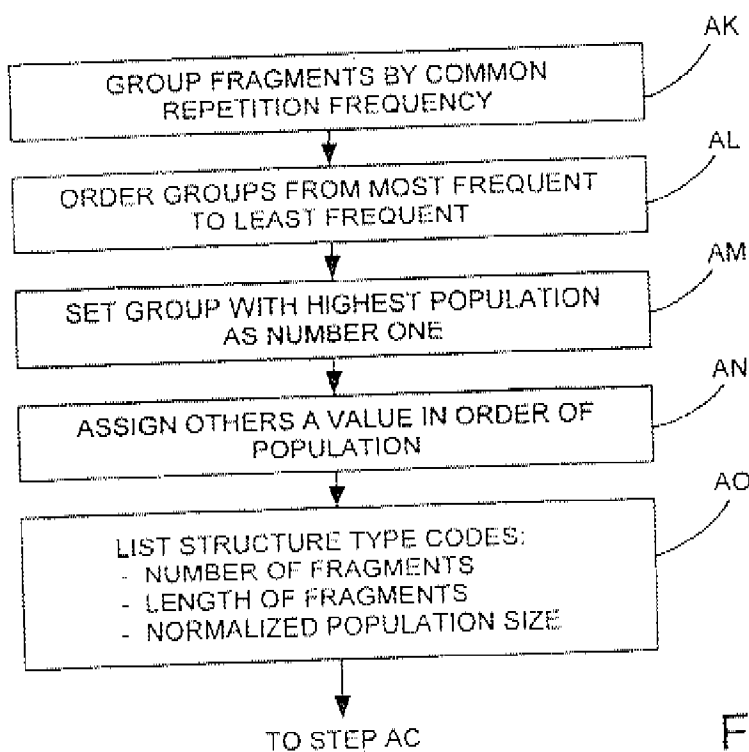 AK
GROUP FRAGMENTS BY COMMON
REPETITION FREQUENCY
AL
ORDER GROUPS FROM MOST FREQUENT
TO LEAST FREQUENT
AM
SET GROUP WITH HIGHEST POPULATION
AS NUMBER ONE
AN
ASSIGN OTHERS A VALUE IN ORDER OF
POPULATION
AO
LIST STRUCTURE TYPE CODES:
- NUMBER OF FRAGMENTS
- LENGTH OF FRAGMENTS
- NORMALIZED POPULATION SIZE
TO STEP AC
F